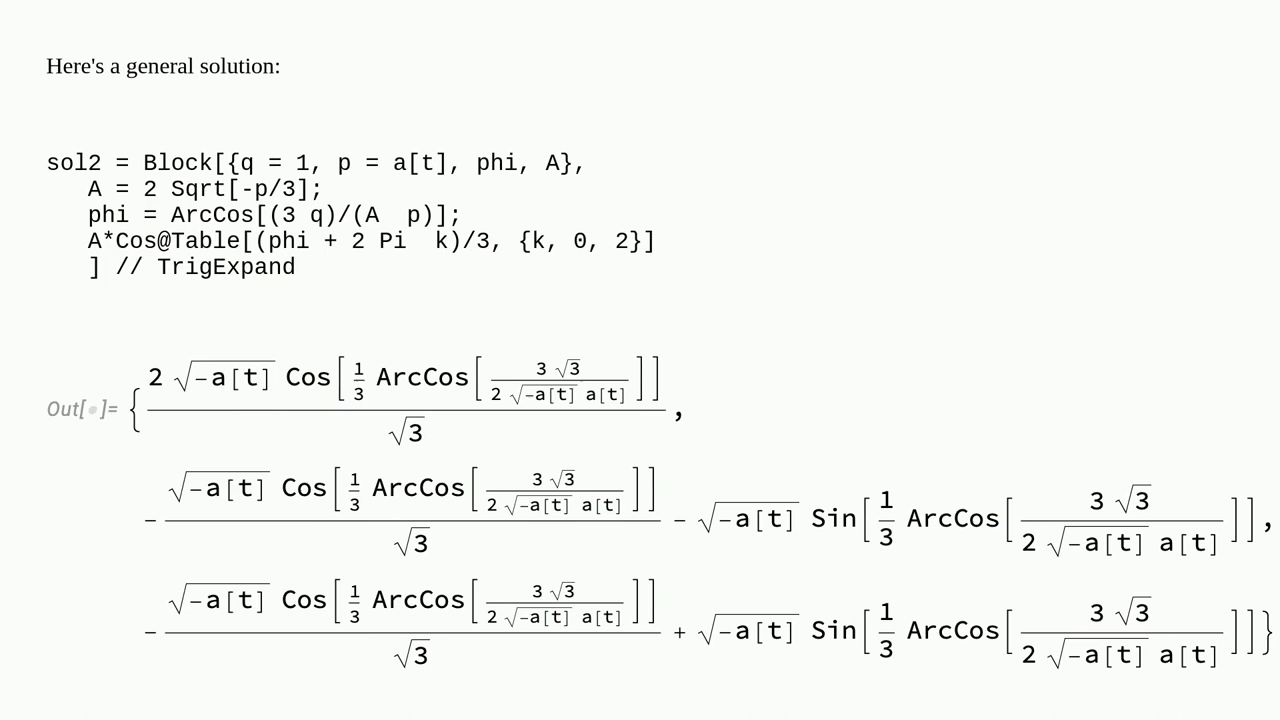 Here's a general solution:
sol2 = Block[{q = 1, p = a[t], phi, A},
A = 2 Sqrt[-p/3];
phi = ArcCos[(3 q)/(A  p)];
A*Cos@Table[(phi + 2 Pi  k)/3, {k, 0, 2}]
] // TrigExpand
Out[•]= {(2 √(-a[t]) Cos[1/3 ArcCos[(3 √3)/(2 √(-a[t]) a[t])]])/√3,
-(√(-a[t]) Cos[1/3 ArcCos[(3 √3)/(2 √(-a[t]) a[t])]])/√3 - √(-a[t]) Sin[1/3 ArcCos[(3 √3)/(2 √(-a[t]) a[t])]],
-(√(-a[t]) Cos[1/3 ArcCos[(3 √3)/(2 √(-a[t]) a[t])]])/√3 + √(-a[t]) Sin[1/3 ArcCos[(3 √3)/(2 √(-a[t]) a[t])]]}